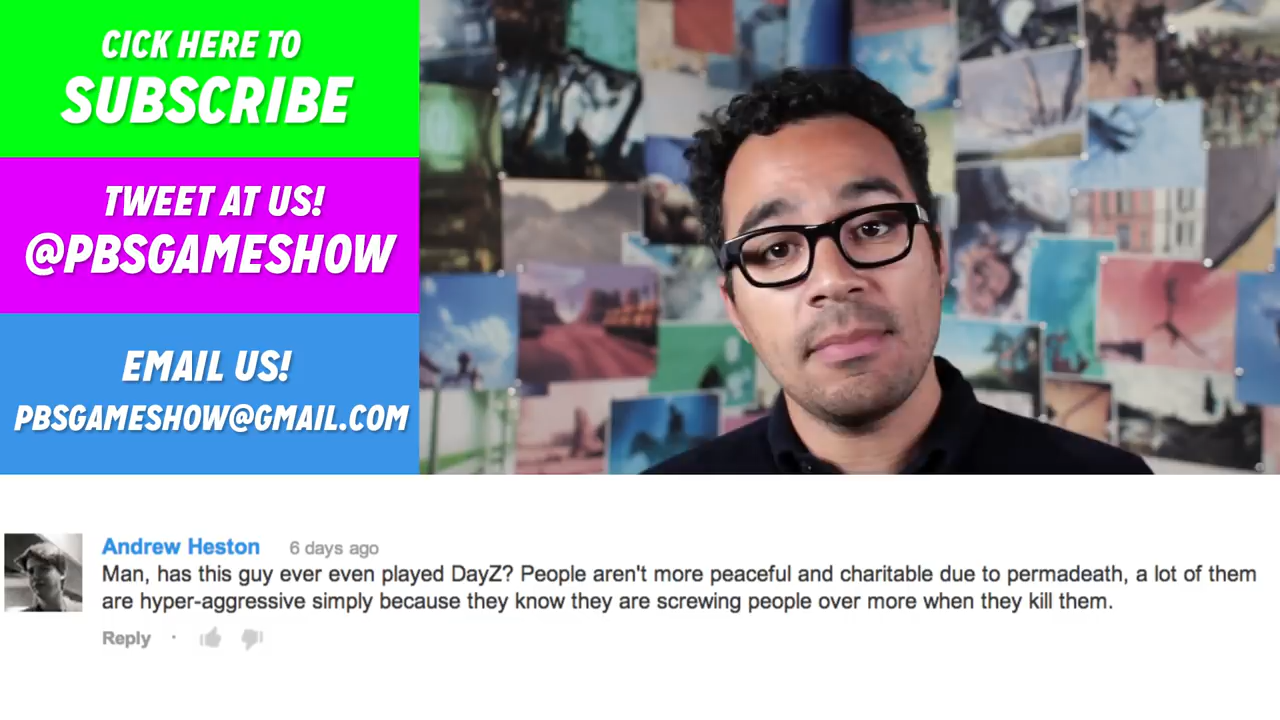 CICK HERE TO
SUBSCRIBE
TWEET AT US!
@PBSGAMESHOW
EMAIL US!
PBSGAMESHOW@GMAIL.COM
Andrew Heston 6 days ago
Man, has this guy ever even played DayZ? People aren't more peaceful and charitable due to permadeath, a lot of them
are hyper-aggressive simply because they know they are screwing people over more when they kill them.
Reply ·